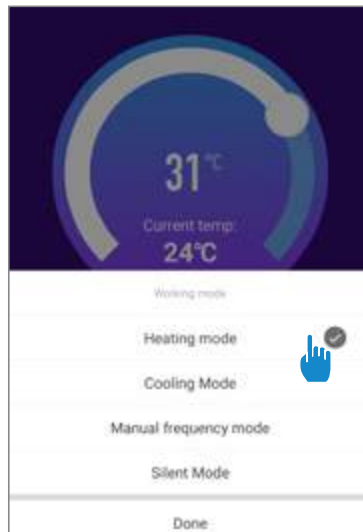 31℃
Current temp:
24℃
Working mode
Heating mode
Cooling Mode
Manual frequency mode
Silent Mode
Done